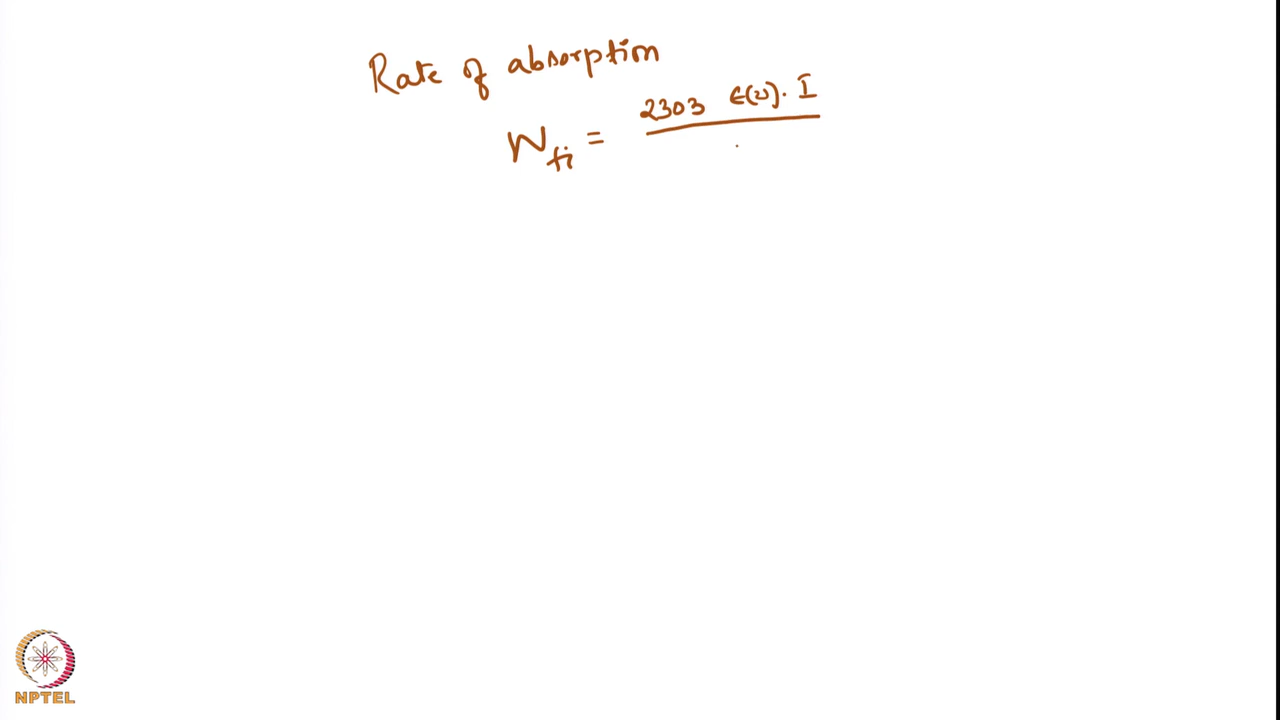 Rate of absorption
W_fi = 2303 ε(ν). I
NPTEL